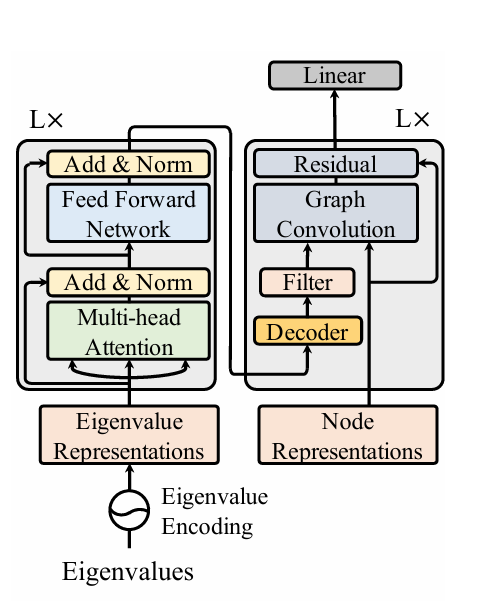 Linear
L×
L×
Add & Norm
Feed Forward
Network
Add & Norm
Multi-head
Attention
Residual
Graph
Convolution
Filter
Decoder
Eigenvalue
Representations
Node
Representations
Eigenvalue
Encoding
Eigenvalues